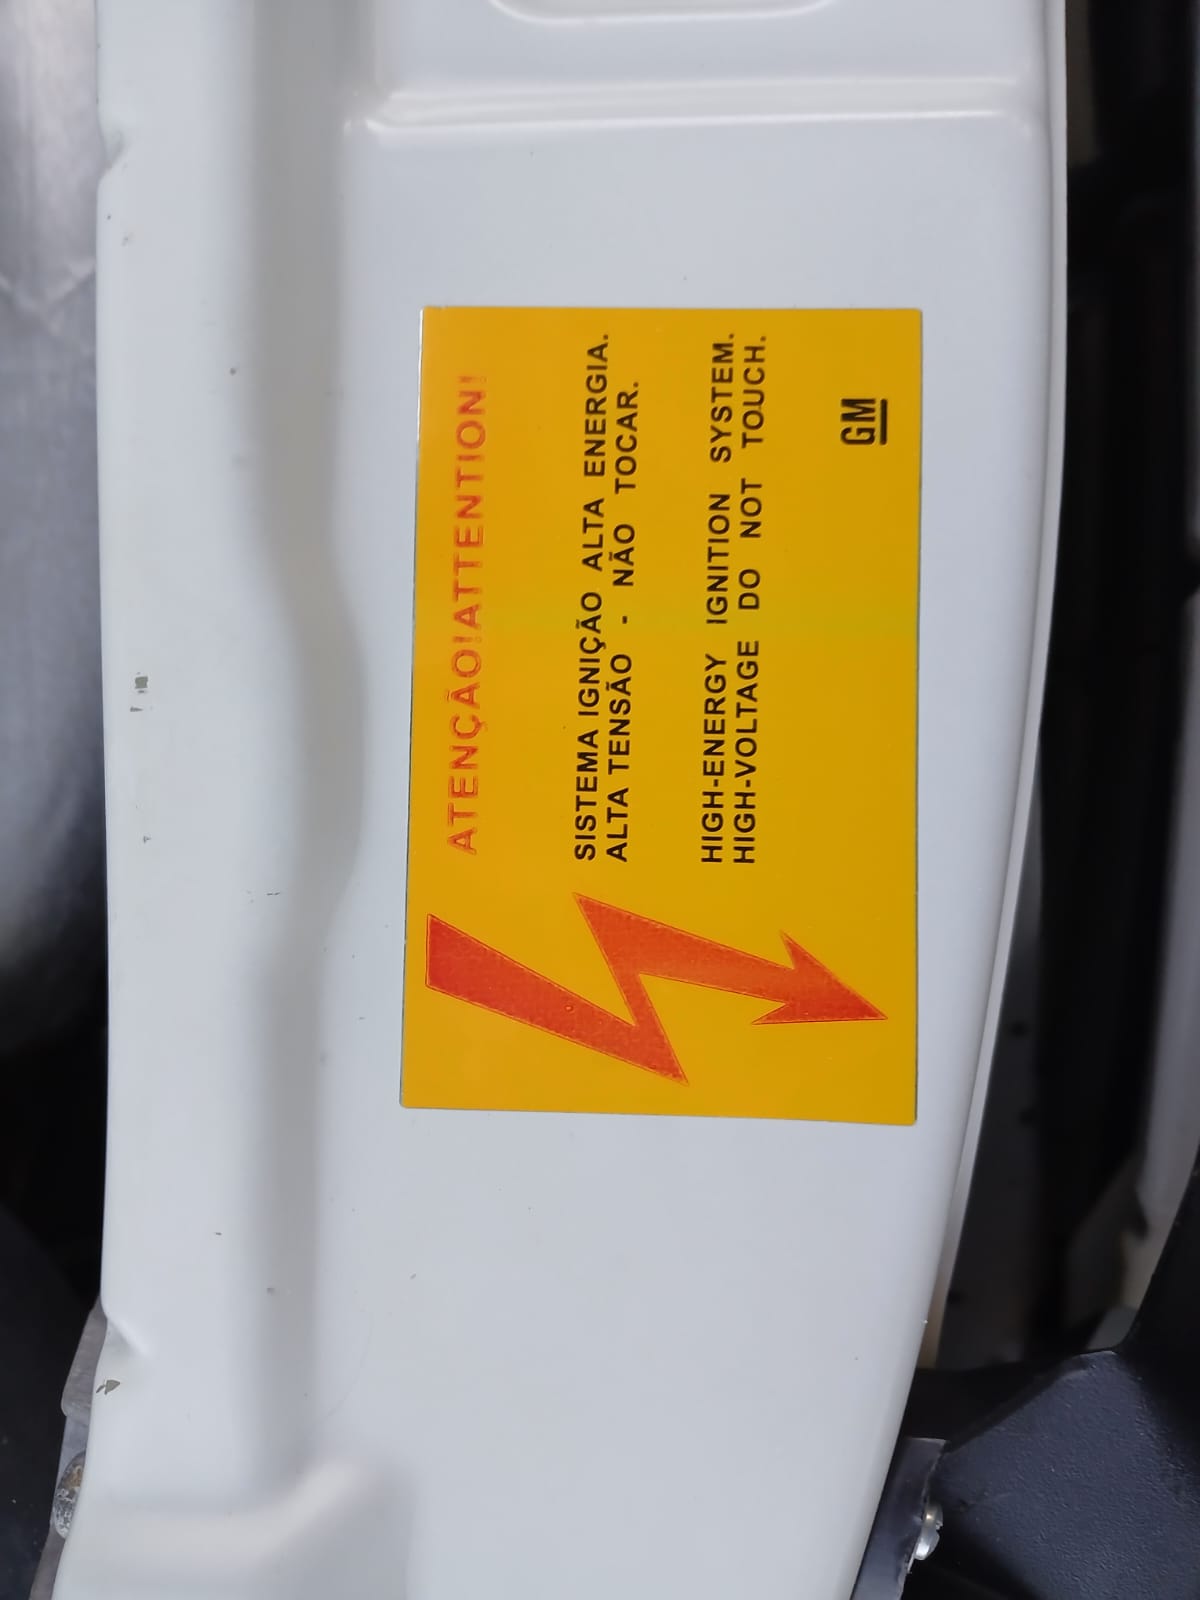 ATENÇÃO!ATTENTION!
SISTEMA IGNIÇÃO ALTA ENERGIA.
ALTA TENSÃO - NÃO TOCAR.
HIGH-ENERGY IGNITION SYSTEM.
HIGH-VOLTAGE DO NOT TOUCH.
GM